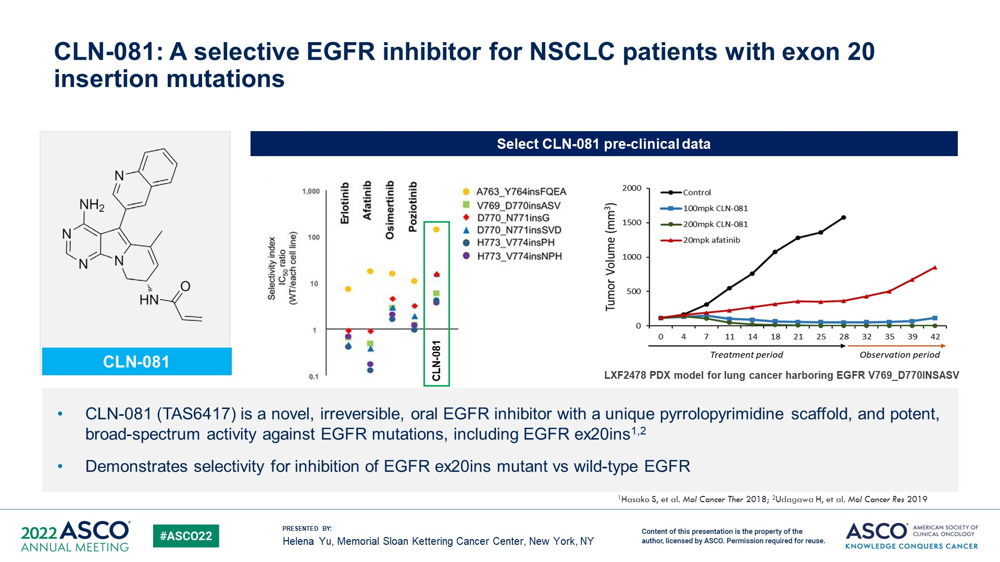 CLN-081: A selective EGFR inhibitor for NSCLC patients with exon 20
insertion mutations
N
NH2
N
N
N
O
HN
CLN-081
Select CLN-081 pre-clinical data
Selectivity index
IC50 ratio
(WT/each cell line)
1,000
100
10
1
0.1
Erlotinib
Afatinib
Osimertinib
Poziotinib
CLN-081
A763_Y764insFQEA
V769_D770insASV
D770_N771insG
D770_N771insSVD
H773_V774insPH
H773_V774insNPH
Tumor Volume (mm3)
2000
1500
1000
500
0
Control
100mpk CLN-081
200mpk CLN-081
20mpk afatinib
0 4 7 11 14 18 21 25 28 32 35 39 42
Treatment period
Observation period
LXF2478 PDX model for lung cancer harboring EGFR V769_D770INSASV
• CLN-081 (TAS6417) is a novel, irreversible, oral EGFR inhibitor with a unique pyrrolopyrimidine scaffold, and potent,
broad-spectrum activity against EGFR mutations, including EGFR ex20ins1,2
• Demonstrates selectivity for inhibition of EGFR ex20ins mutant vs wild-type EGFR
1Hasako S, et al. Mol Cancer Ther 2018; 2Udagawa H, et al. Mol Cancer Res 2019
2022 ASCO®
ANNUAL MEETING
#ASCO22
PRESENTED BY:
Helena Yu, Memorial Sloan Kettering Cancer Center, New York, NY
Content of this presentation is the property of the
author, licensed by ASCO. Permission required for reuse.
ASCO® AMERICAN SOCIETY OF
CLINICAL ONCOLOGY
KNOWLEDGE CONQUERS CANCER